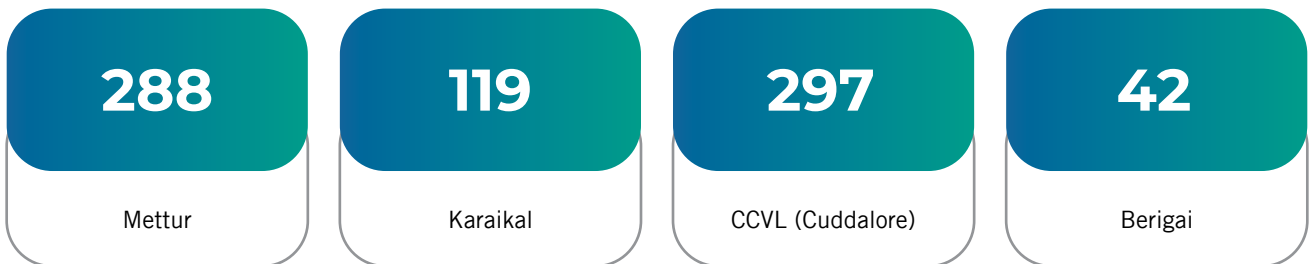 288
Mettur
119
Karaikal
297
CCVL (Cuddalore)
42
Berigai